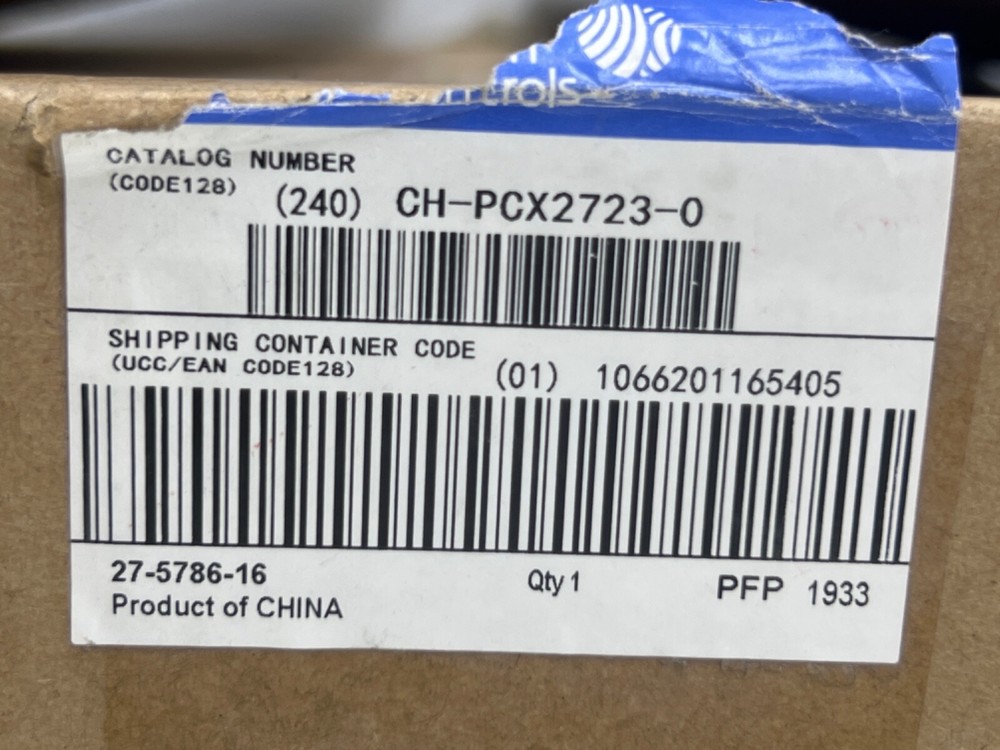 CATALOG NUMBER
(CODE128)
(240) CH-PCX2723-0
SHIPPING CONTAINER CODE
(UCC/EAN CODE128)
(01) 1066201165405
27-5786-16
Qty 1
PFP 1933
Product of CHINA